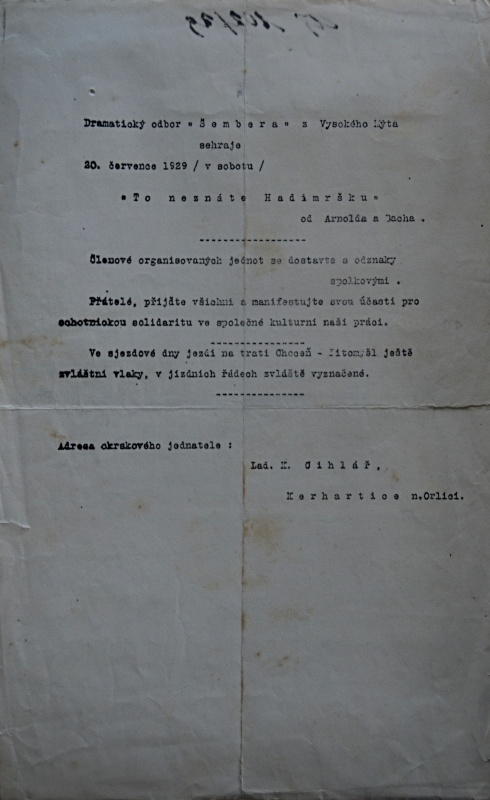 Dramatický odbor "Šembera" z Vysokého Mýta
sehraje
20. července 1929 / v sobotu /
"To neznáte Hadimršku"
od Arnolda a Bacha .
Členové organisovaných jednot se dostavte s odznaky
spolkovými .
Přátelé, přijďte všichni a manifestujte svou účastí pro
ochotnickou solidaritu ve společné kulturní naší práci.
Ve sjezdové dny jezdí na trati Choceň - Litomyšl ještě
zvláštní vlaky, v jízdních řádech zvláště vyznačené.
Adresa okrskového jednatele :
Lad. K. Cihlář,
Kerhartice n.Orlicí.